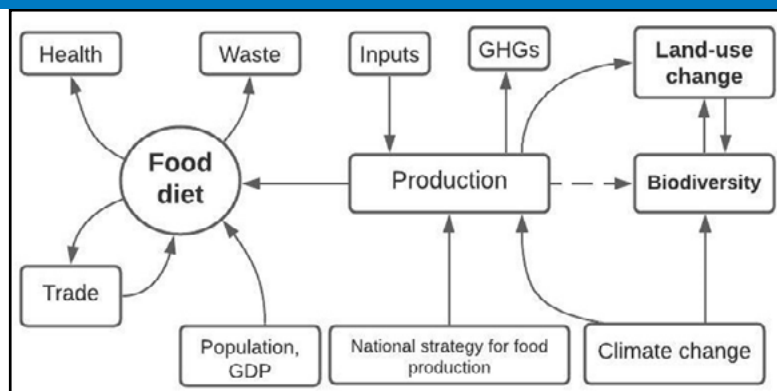 Health
Waste
Inputs
GHGs
Land-use
change
Food
diet
Production
Biodiversity
Trade
Population,
GDP
National strategy for food
production
Climate change